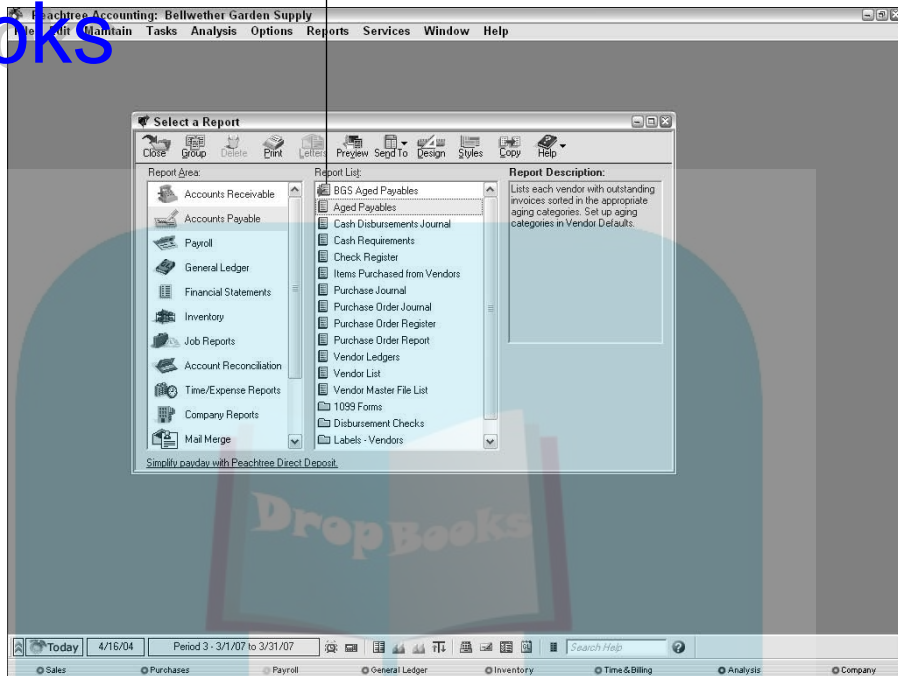 Peachtree Accounting: Bellwether Garden Supply
oks
File Edit Maintain Tasks Analysis Options Reports Services Window Help
Select a Report
Close Group Delete Print Letters Preview Send To Design Styles Copy Help
Report Area:
Accounts Receivable
Accounts Payable
Payroll
General Ledger
Financial Statements
Inventory
Job Reports
Account Reconciliation
Time/Expense Reports
Company Reports
Mail Merge
Report List:
BGS Aged Payables
Aged Payables
Cash Disbursements Journal
Cash Requirements
Check Register
Items Purchased from Vendors
Purchase Journal
Purchase Order Journal
Purchase Order Register
Purchase Order Report
Vendor Ledgers
Vendor List
Vendor Master File List
1099 Forms
Disbursement Checks
Labels - Vendors
Report Description:
Lists each vendor with outstanding
invoices sorted in the appropriate
aging categories. Set up aging
categories in Vendor Defaults.
Simplify payday with Peachtree Direct Deposit.
DropBooks
Today 4/16/04 Period 3 - 3/1/07 to 3/31/07 Search Help
Sales Purchases Payroll General Ledger Inventory Time & Billing Analysis Company